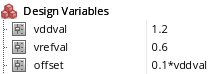 Design Variables
vddval 1.2
vrefval 0.6
offset 0.1*vddval